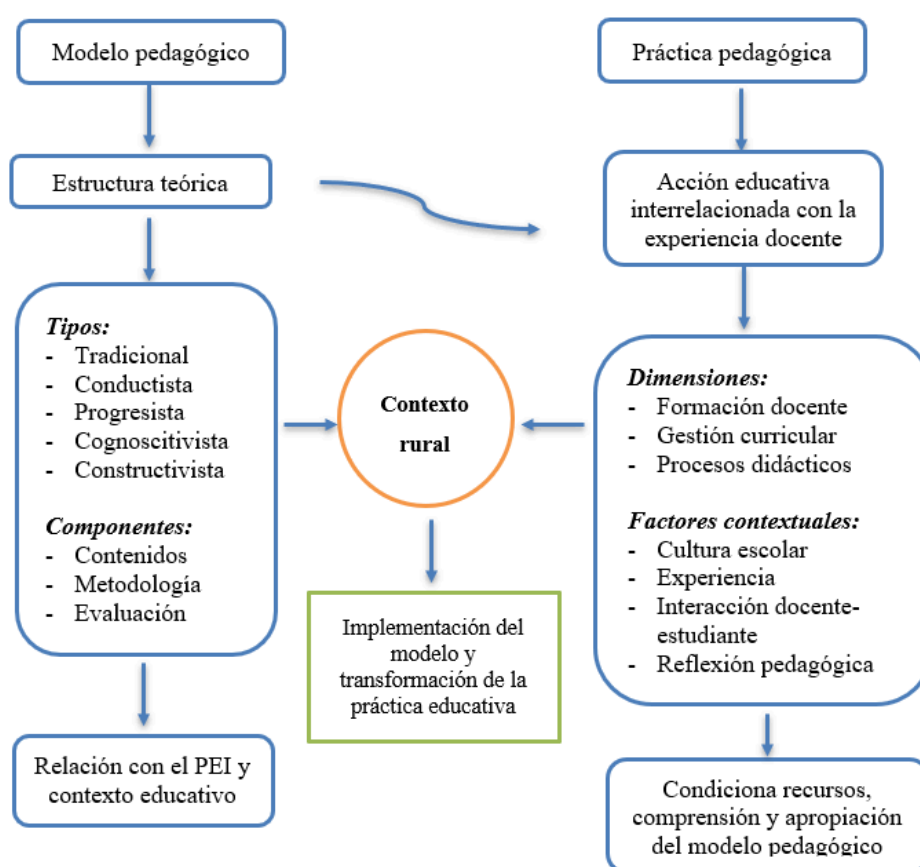 Modelo pedagógico
Práctica pedagógica
Estructura teórica
Acción educativa
interrelacionada con la
experiencia docente
Tipos:
- Tradicional
- Conductista
- Progresista
- Cognoscitivista
- Constructivista
Componentes:
- Contenidos
- Metodología
- Evaluación
Contexto
rural
Dimensiones:
- Formación docente
- Gestión curricular
- Procesos didácticos
Factores contextuales:
- Cultura escolar
- Experiencia
- Interacción docente-
estudiante
- Reflexión pedagógica
Implementación del
modelo y
transformación de la
práctica educativa
Relación con el PEI y
contexto educativo
Condiciona recursos,
comprensión y apropiación
del modelo pedagógico